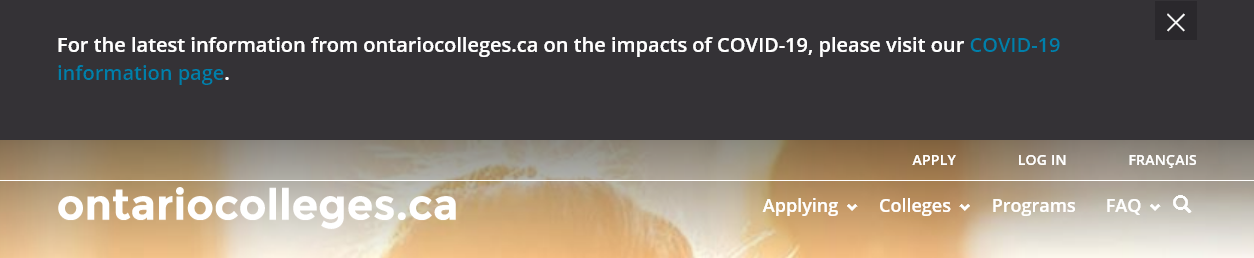 For the latest information from ontariocolleges.ca on the impacts of COVID-19, please visit our COVID-19
information page.
APPLY LOG IN FRANÇAIS
ontariocolleges.ca
Applying Colleges Programs FAQ